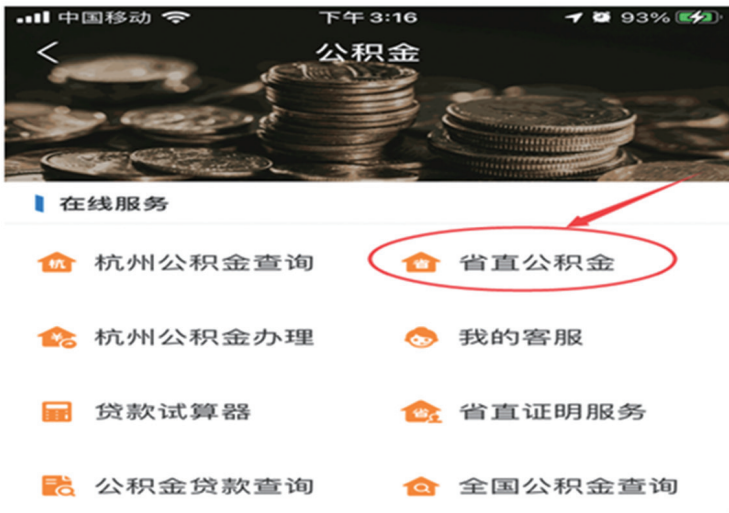 中国移动 下午 3:16 93%
公积金
在线服务
杭 杭州公积金查询 省 省直公积金
杭州公积金办理 我的客服
贷款试算器 省 省直证明服务
公积金贷款查询 全国公积金查询